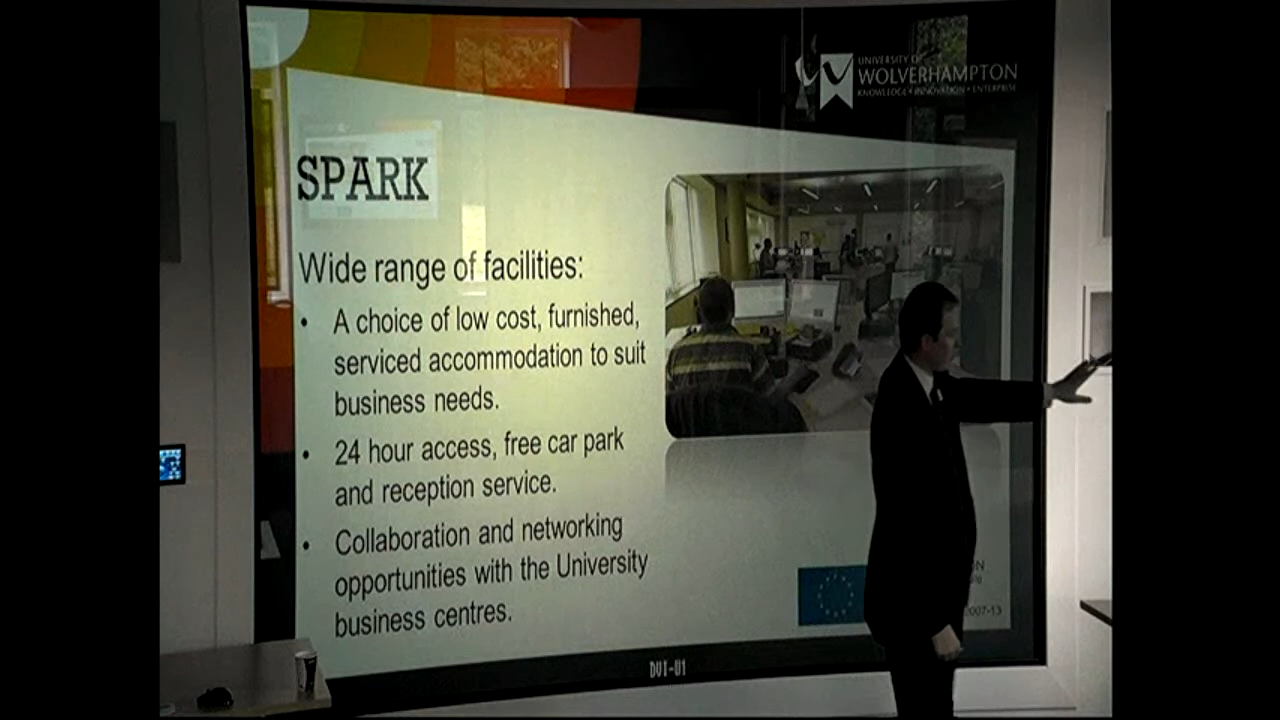 UNIVERSITY OF
WOLVERHAMPTON
KNOWLEDGE • INNOVATION • ENTERPRISE
SPARK
Wide range of facilities:
• A choice of low cost, furnished,
serviced accommodation to suit
business needs.
• 24 hour access, free car park
and reception service.
• Collaboration and networking
opportunities with the University
business centres.
2007-13
DVI-U1